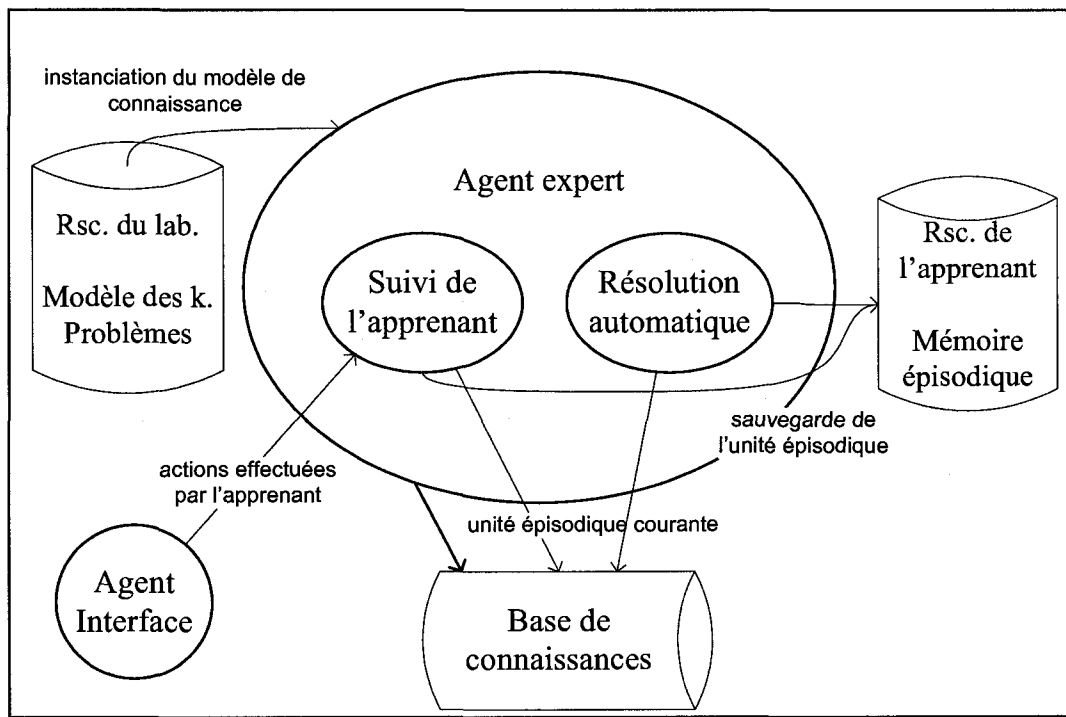 instanciation du modèle de
connaissance
Agent expert
Rsc. du lab.
Modèle des k.
Problèmes
Suivi de
l'apprenant
Résolution
automatique
Rsc. de
l'apprenant
Mémoire
épisodique
sauvegarde de
l'unité épisodique
actions effectuées
par l'apprenant
unité épisodique courante
Agent
Interface
Base de
connaissances